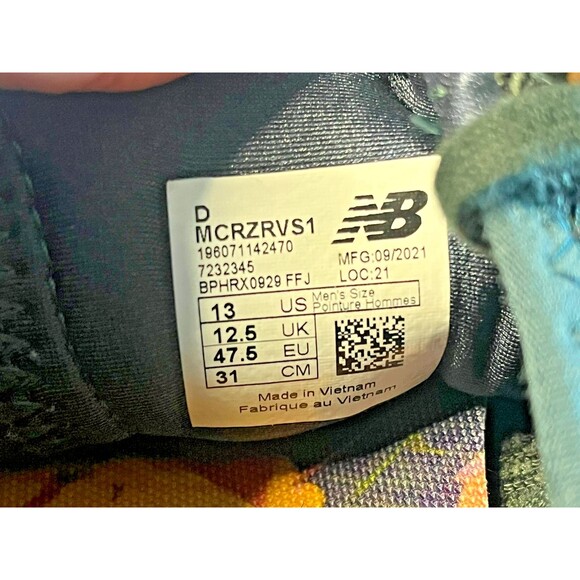 D
MCRZRVS1
196071142470
7232345
BPHRX0929 FFJ
NB
MFG:09/2021
LOC:21
13 US Men's Size
Pointure Hommes
12.5 UK
47.5 EU
31 CM
Made in Vietnam
Fabrique au Vietnam